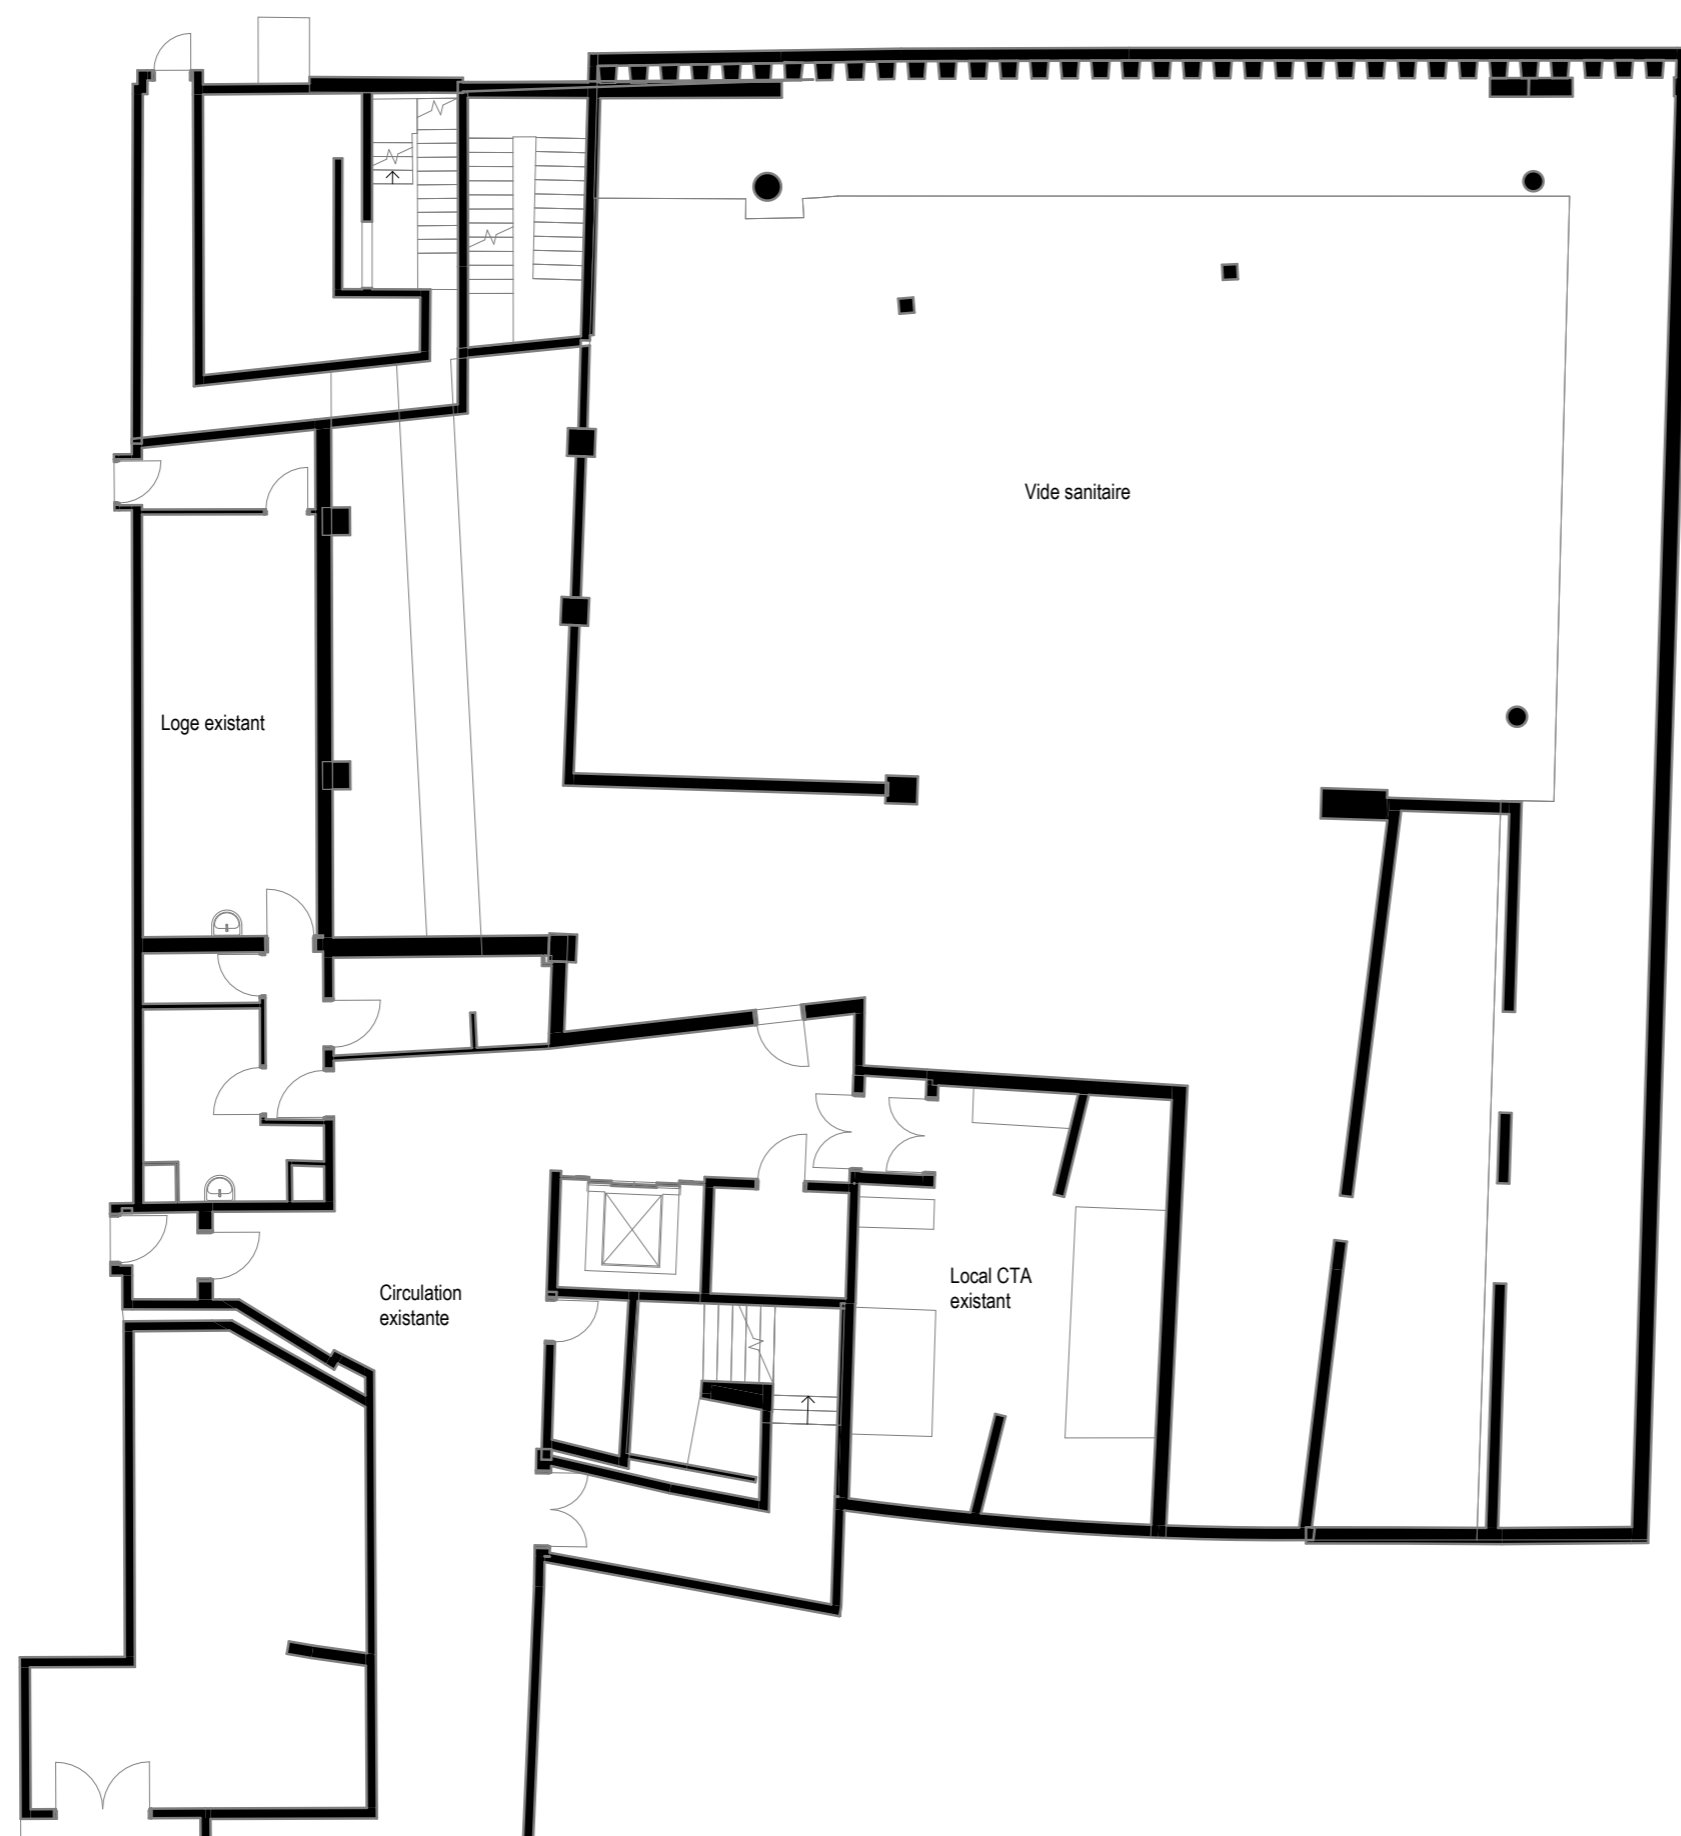 Vide sanitaire
Loge existant
Circulation
existante
Local CTA
existant